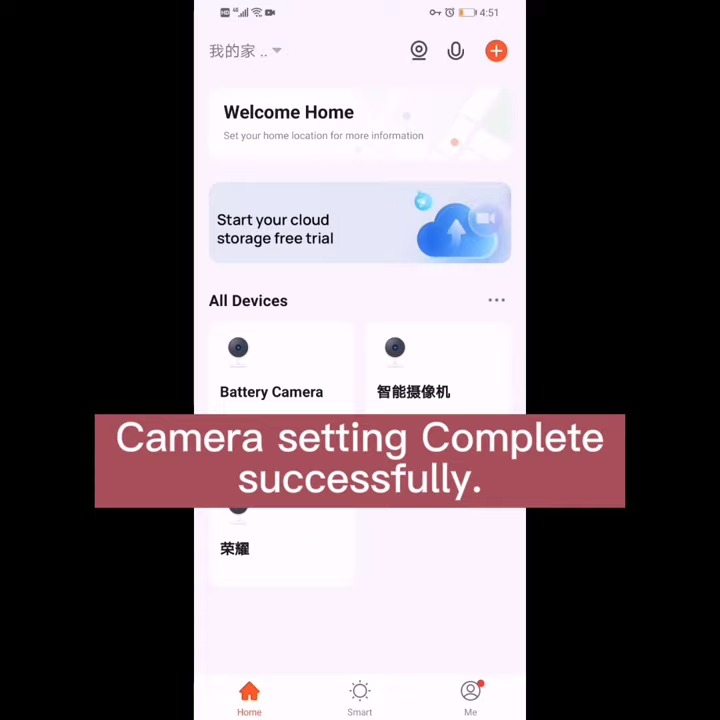 HD 4G 4:51
我的家 ..
Welcome Home
Set your home location for more information
Start your cloud
storage free trial
All Devices
Battery Camera
智能摄像机
Camera setting Complete
successfully.
荣耀
Home
Smart
Me